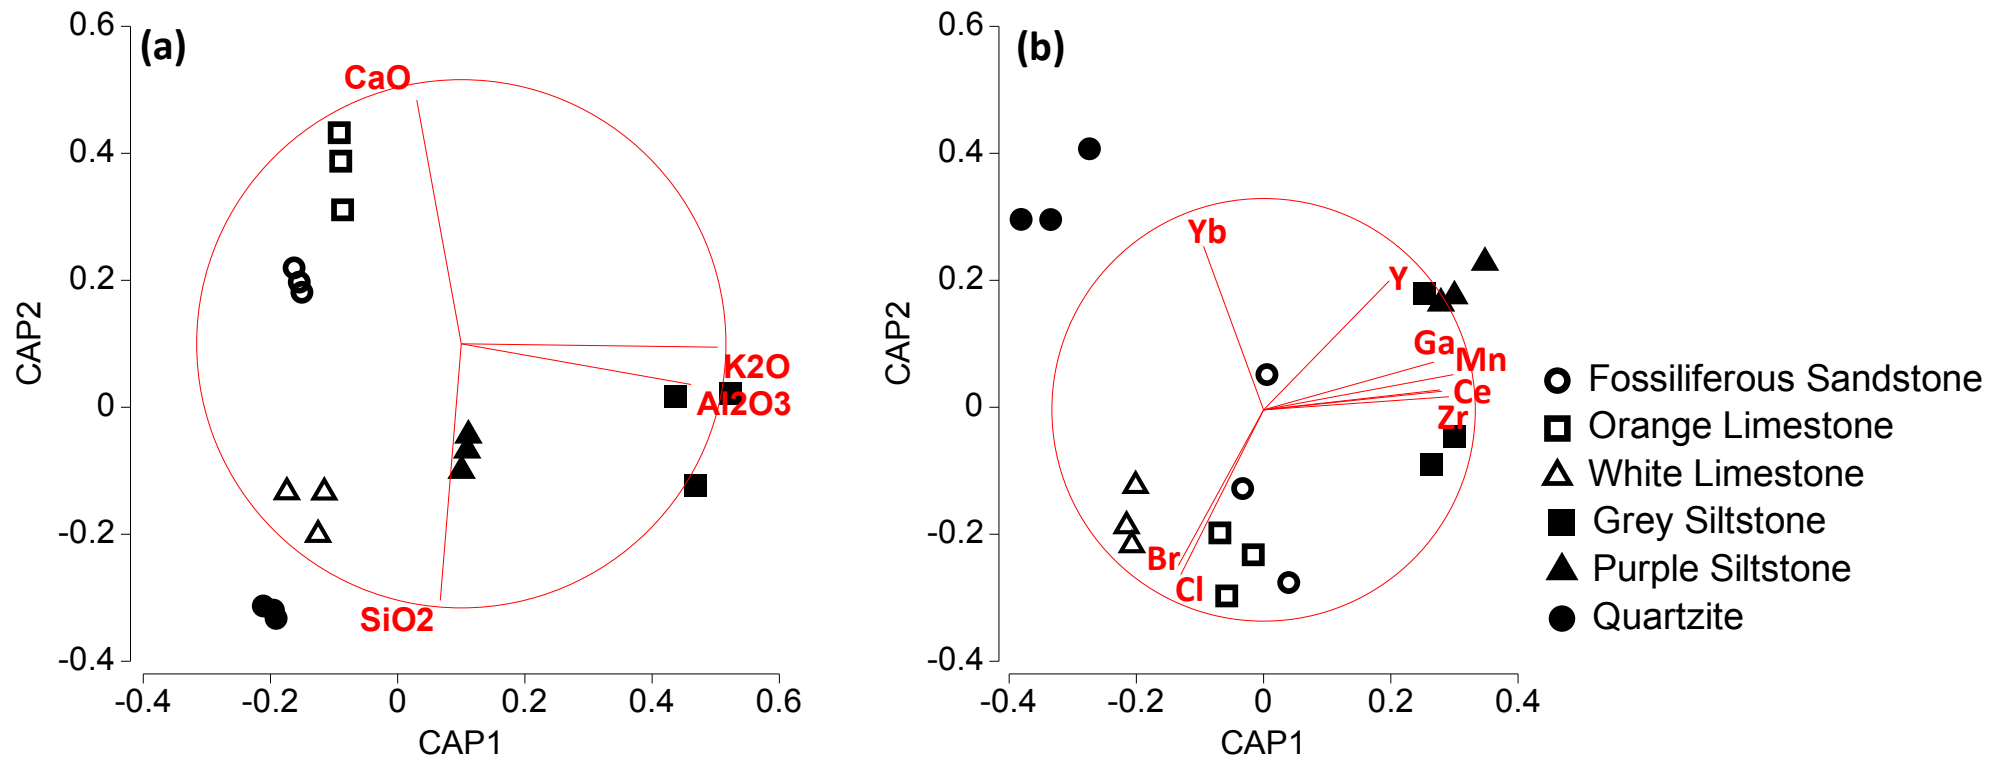 (a)
0.6
0.4
0.2
0
-0.2
-0.4
CAP2
-0.4 -0.2 0 0.2 0.4 0.6
CAP1
CaO
K2O
Al2O3
SiO2
(b)
0.6
0.4
0.2
0
-0.2
-0.4
CAP2
-0.4 -0.2 0 0.2 0.4
CAP1
Yb
Y
Ga
Mn
Ce
Zr
Br
Cl
Fossiliferous Sandstone
Orange Limestone
White Limestone
Grey Siltstone
Purple Siltstone
Quartzite